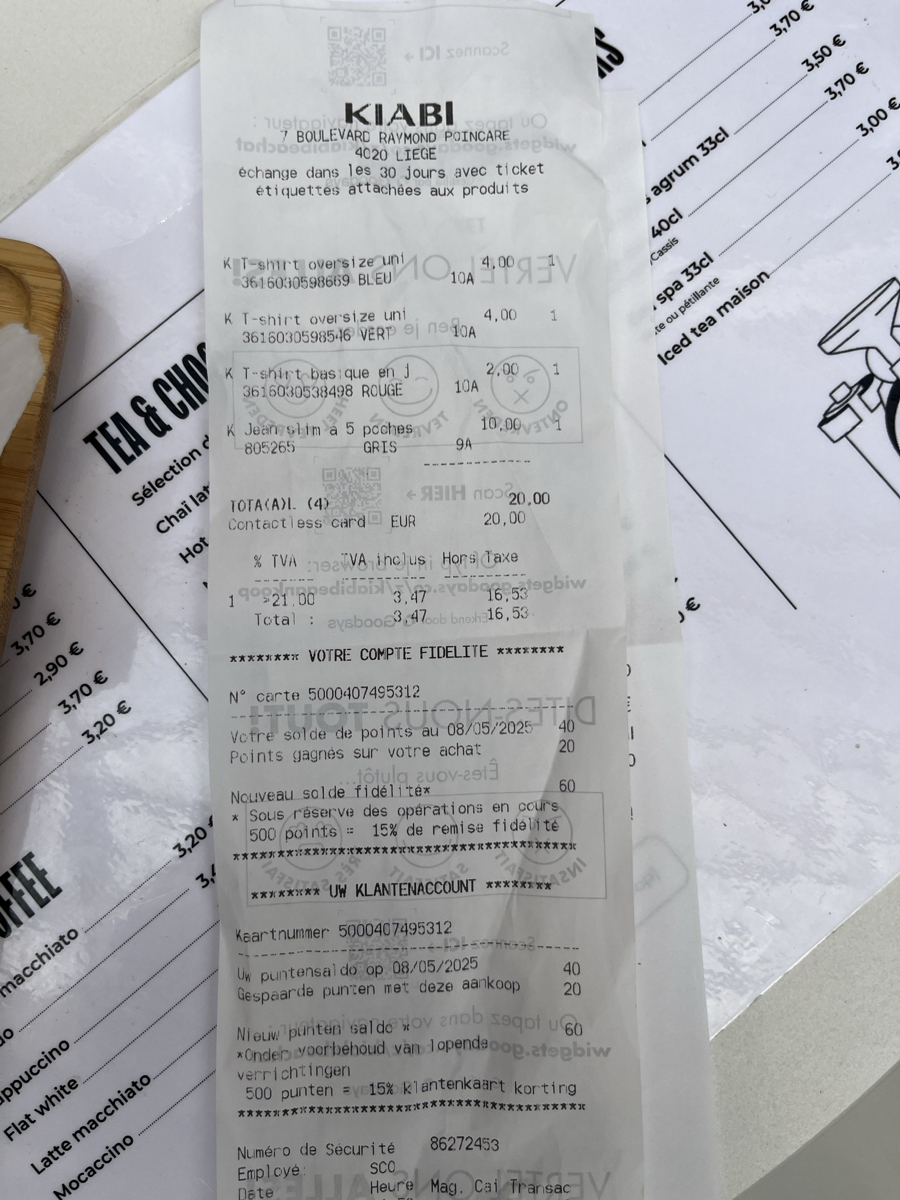 KIABI
7 BOULEVARD RAYMOND POINCARE
4020 LIEGE
échange dans les 30 jours avec ticket
étiquettes attachées aux produits
K T-shirt oversize uni 4,00 1
3616030598669 BLEU 10A
K T-shirt oversize uni 4,00 1
3616030598546 VERT 10A
K T-shirt basique en j 2,00 1
3616030538498 ROUGE 10A
K Jean slim à 5 poches 10,00 1
805265 GRIS 9A
TOTA(A)L (4) 20.00
Contactless card EUR 20,00
% TVA TVA inclus Hors Taxe
1 21.00 3,47 16,53
Total : 3,47 16,53
******** VOTRE COMPTE FIDELITE ********
N° carte 5000407495312
Votre solde de points au 08/05/2025 40
Points gagnés sur votre achat 20
Nouveau solde fidélité* 60
* Sous réserve des opérations en cours
500 points = 15% de remise fidélité
******** UW KLANTENACCOUNT ********
Kaartnummer 5000407495312
Uw puntensaldo op 08/05/2025 40
Gespaarde punten met deze aankoop 20
Nieuw punten saldo * 60
*Onder voorbehoud van lopende
verrichtingen
500 punten = 15% klantenkaart korting
Numéro de Sécurité 86272453
Employé: SCO
Date Heure Mag. Cai Transac
TEA & CHO
Sélection d
Chai lat
Hot
3,70 €
2,90 €
3,70 €
3,20 €
3,20
macchiato
Flat white
Latte macchiato
Mocaccino
3,70 €
3,50 €
3,70 €
3,00 €
agrum 33cl
40cl
Cassis
spa 33cl
te ou pétillante
Iced tea maison